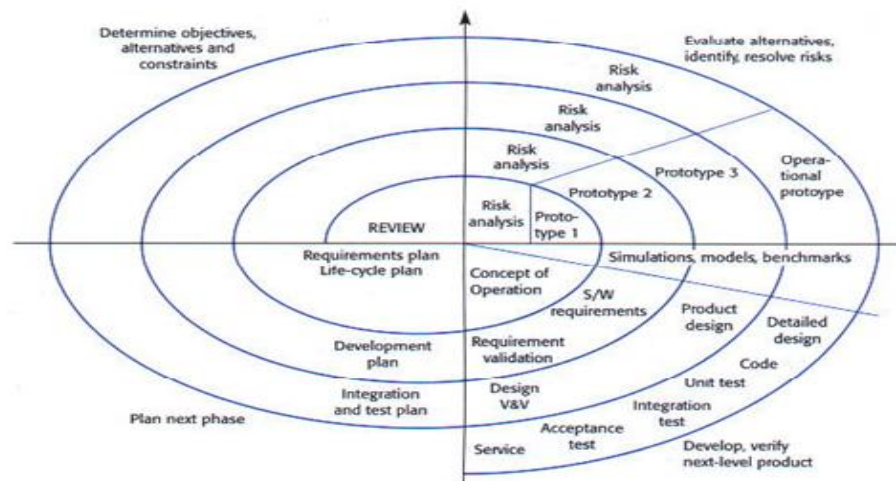 Determine objectives,
alternatives and
constraints
Evaluate alternatives,
identify, resolve risks
Risk
analysis
Risk
analysis
Risk
analysis
Risk
analysis
Proto-
type 1
Prototype 2
Prototype 3
Opera-
tional
protoype
REVIEW
Requirements plan
Life-cycle plan
Simulations, models, benchmarks
Concept of
Operation
S/W
requirements
Product
design
Detailed
design
Development
plan
Requirement
validation
Code
Unit test
Integration
and test plan
Design
V&V
Integration
test
Acceptance
test
Service
Plan next phase
Develop, verify
next-level product